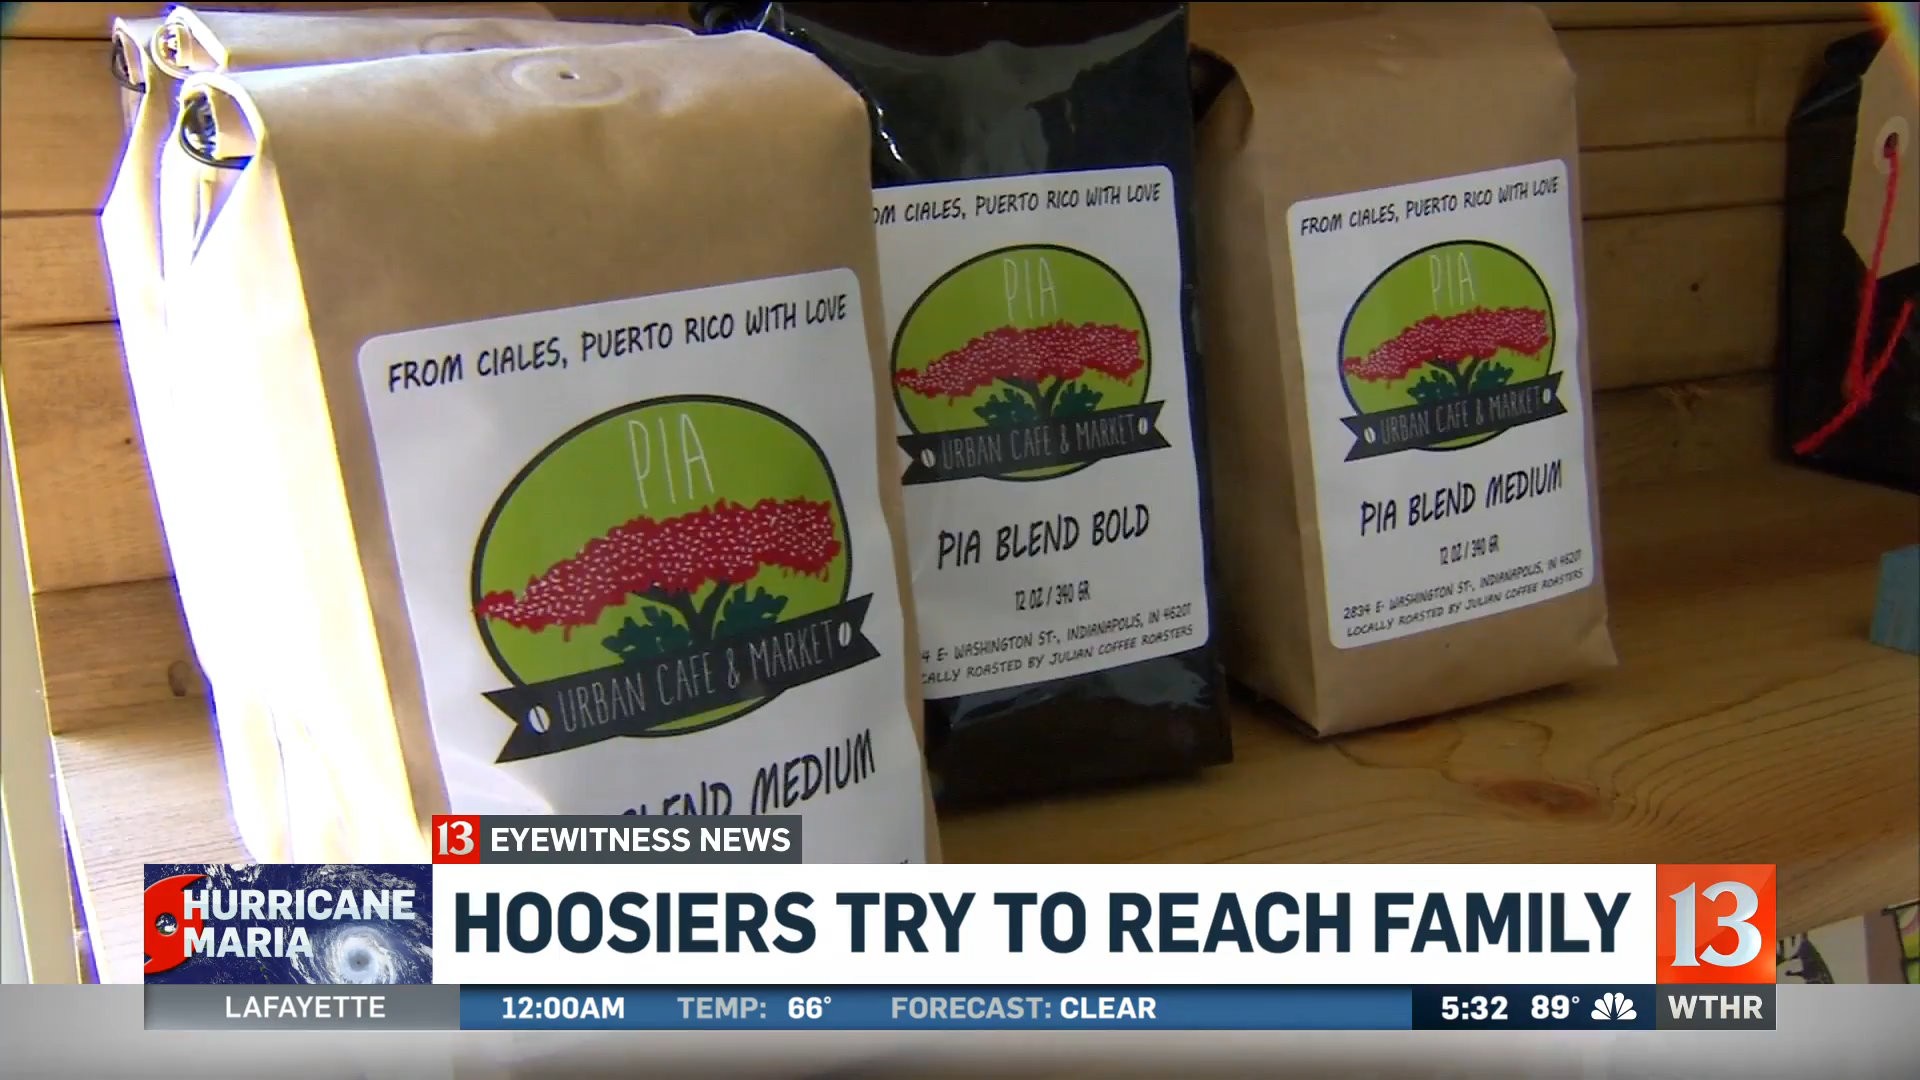 FROM CIALES, PUERTO RICO WITH LOVE
PIA
URBAN CAFE & MARKET
BLEND MEDIUM
CIALES, PUERTO RICO WITH LOVE
PIA
URBAN CAFE & MARKET
PIA BLEND BOLD
12 OZ / 340 GR
E. WASHINGTON ST., INDIANAPOLIS, IN 46201
ROASTED BY JULIAN COFFEE ROASTERS
FROM CIALES, PUERTO RICO WITH LOVE
PIA
URBAN CAFE & MARKET
PIA BLEND MEDIUM
12 OZ / 340 GR
2834 E. WASHINGTON ST., INDIANAPOLIS, IN 46201
LOCALLY ROASTED BY JULIAN COFFEE ROASTERS
13 EYEWITNESS NEWS
HURRICANE
MARIA
HOOSIERS TRY TO REACH FAMILY
13
LAFAYETTE 12:00AM TEMP: 66° FORECAST: CLEAR 5:32 89° WTHR